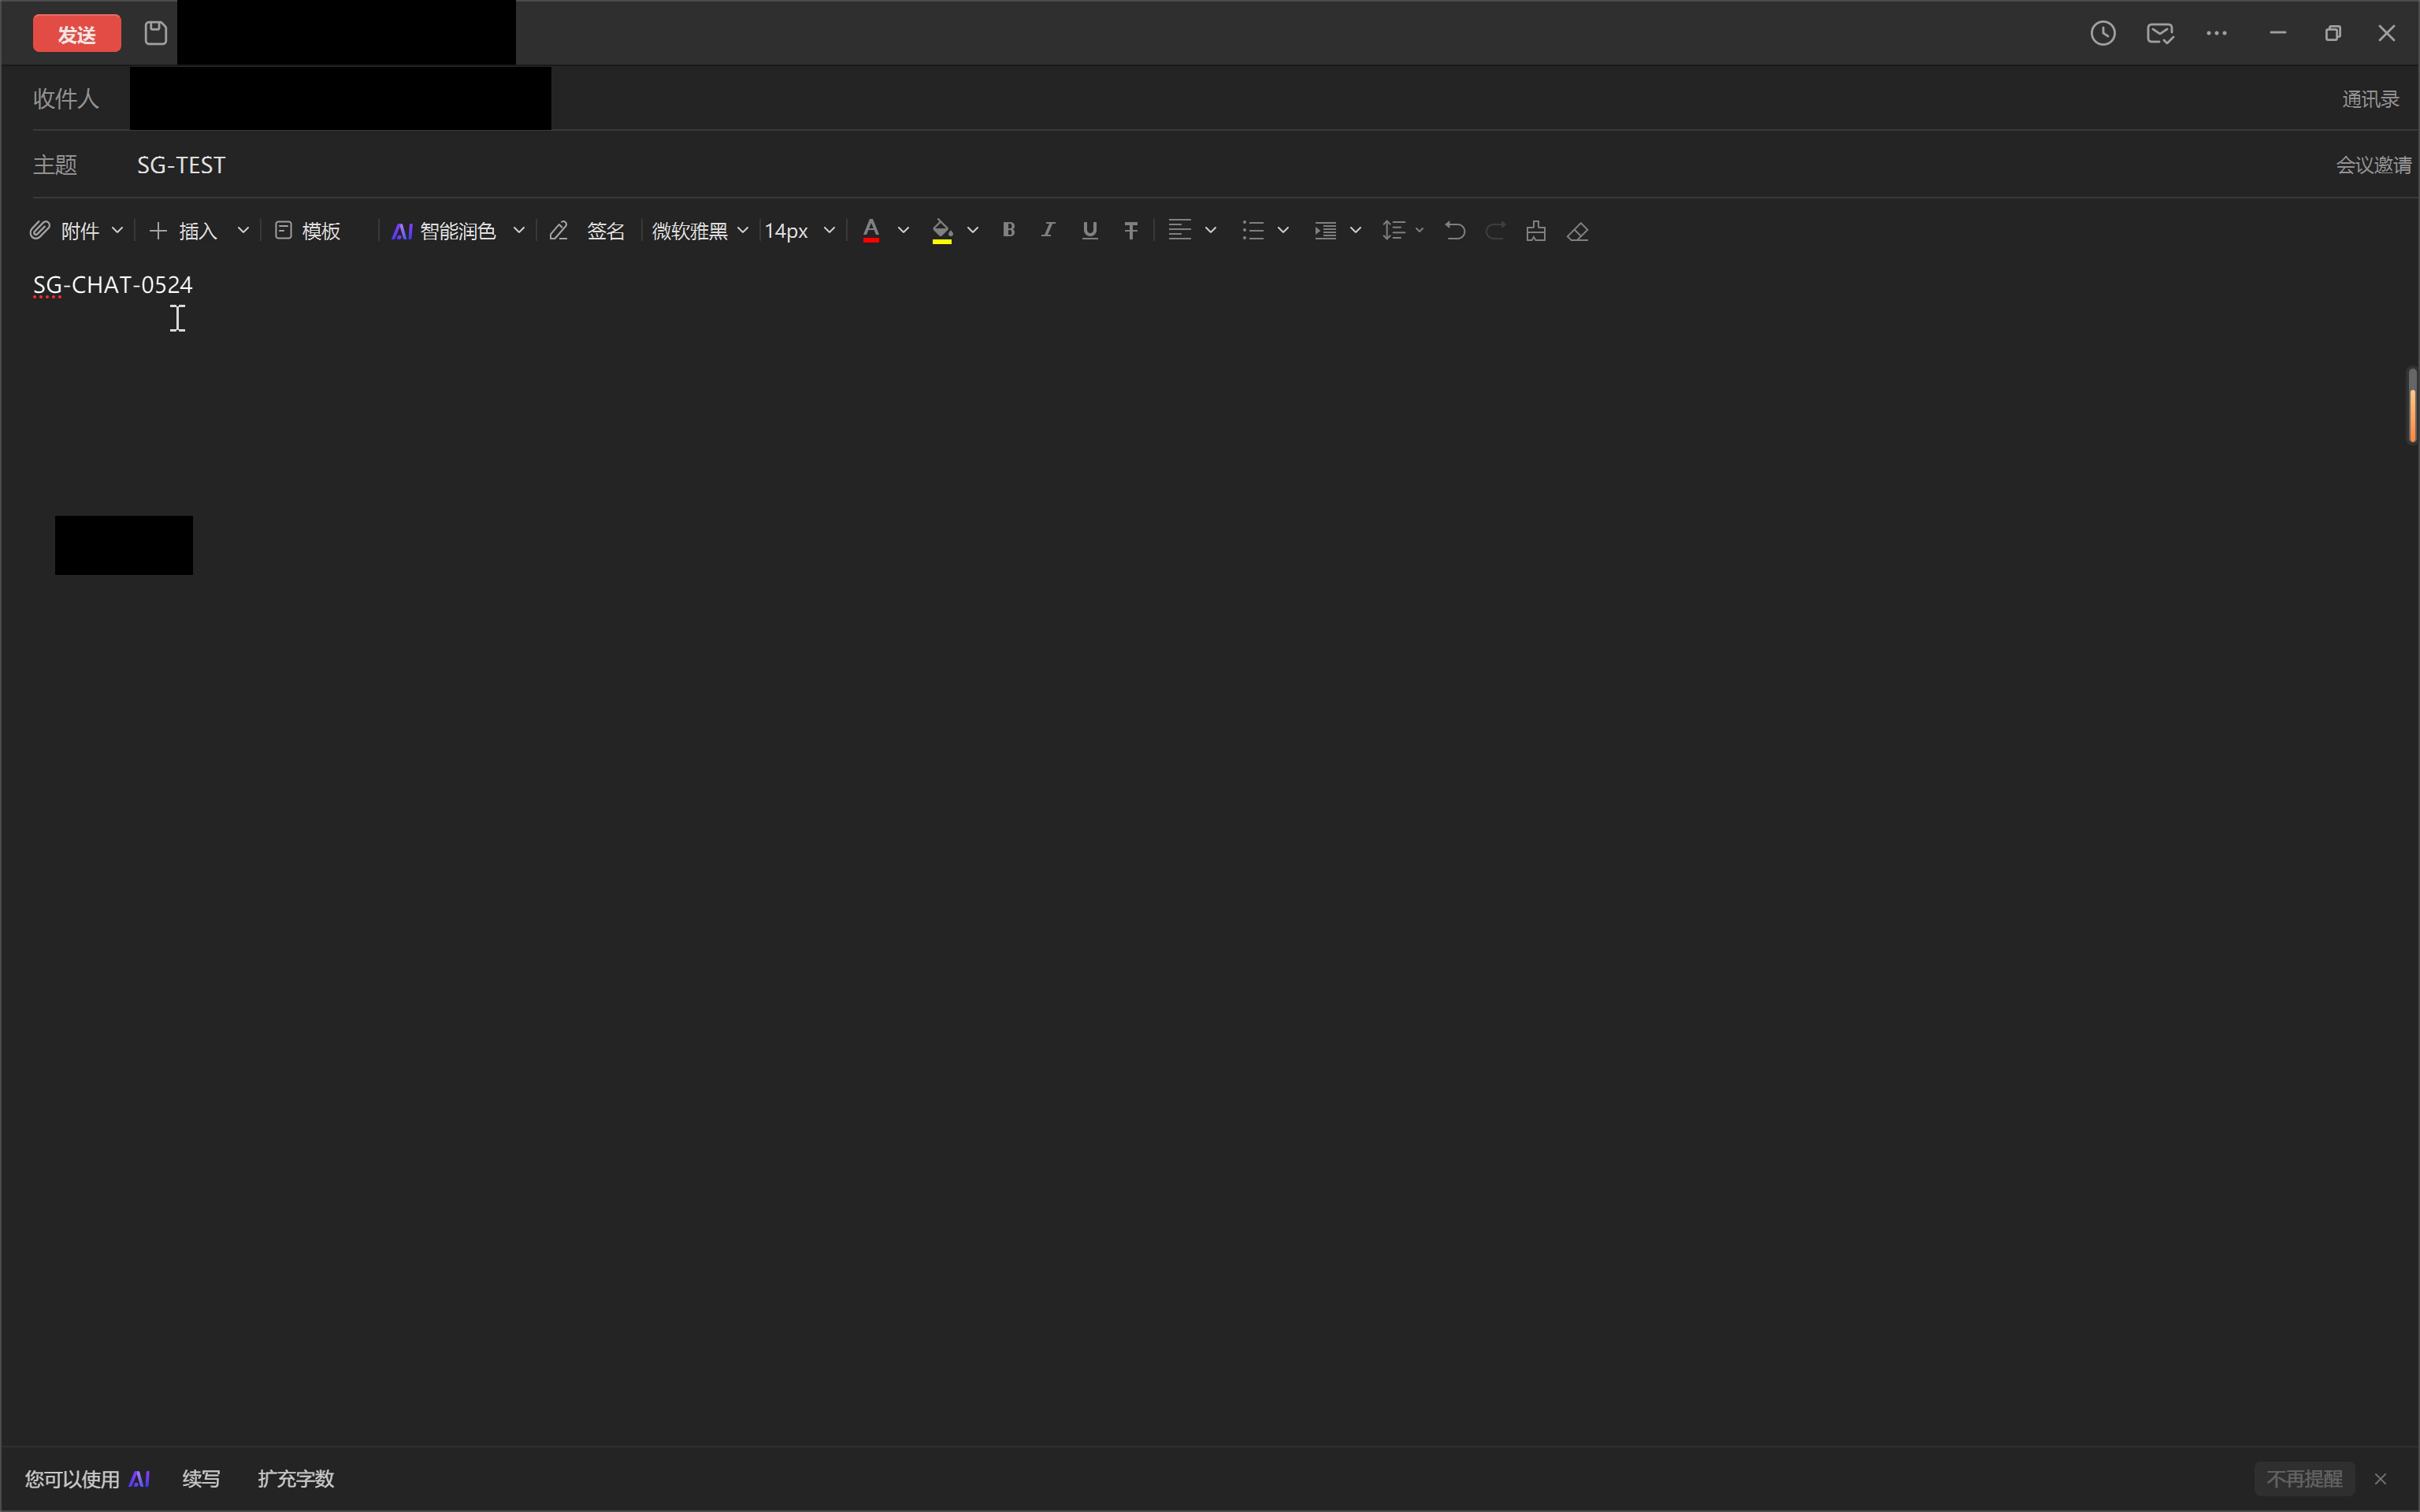 发送
收件人
通讯录
主题 SG-TEST
会议邀请
附件 插入 模板 AI 智能润色 签名 微软雅黑 14px A B I U T
SG-CHAT-0524
您可以使用 AI 续写 扩充字数
不再提醒